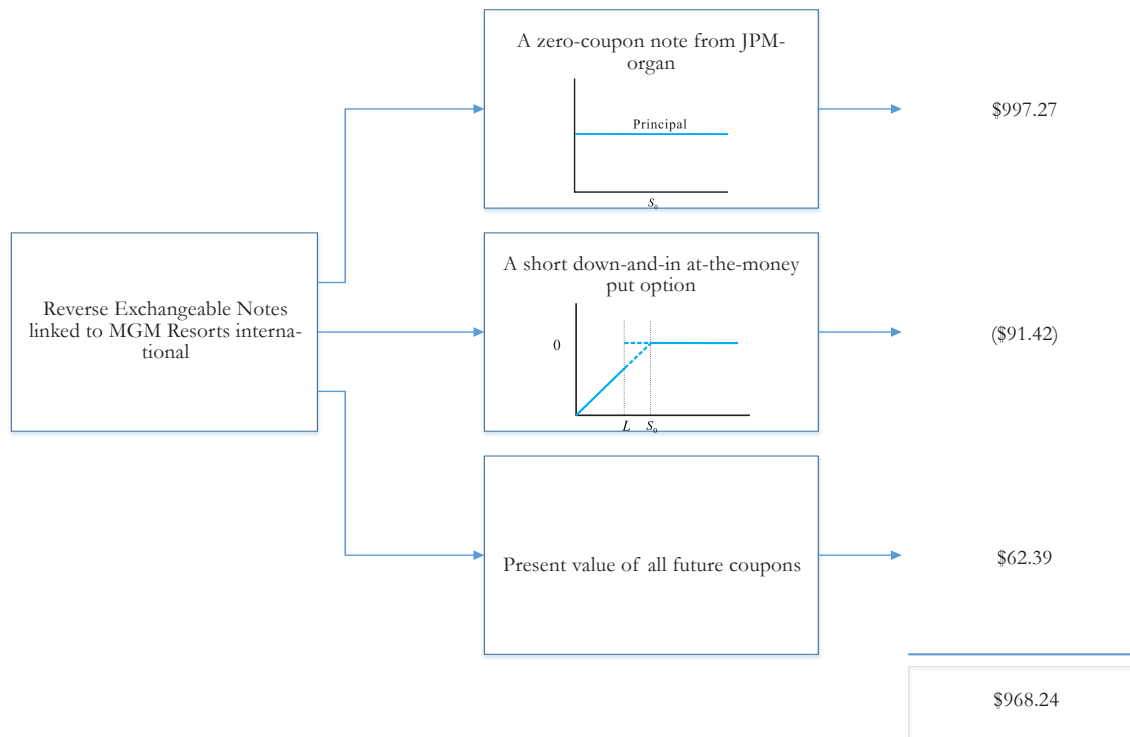 A zero-coupon note from JPM-
organ
Principal
S₀
$997.27
Reverse Exchangeable Notes
linked to MGM Resorts interna-
tional
A short down-and-in at-the-money
put option
0
L
S₀
($91.42)
Present value of all future coupons
$62.39
$968.24